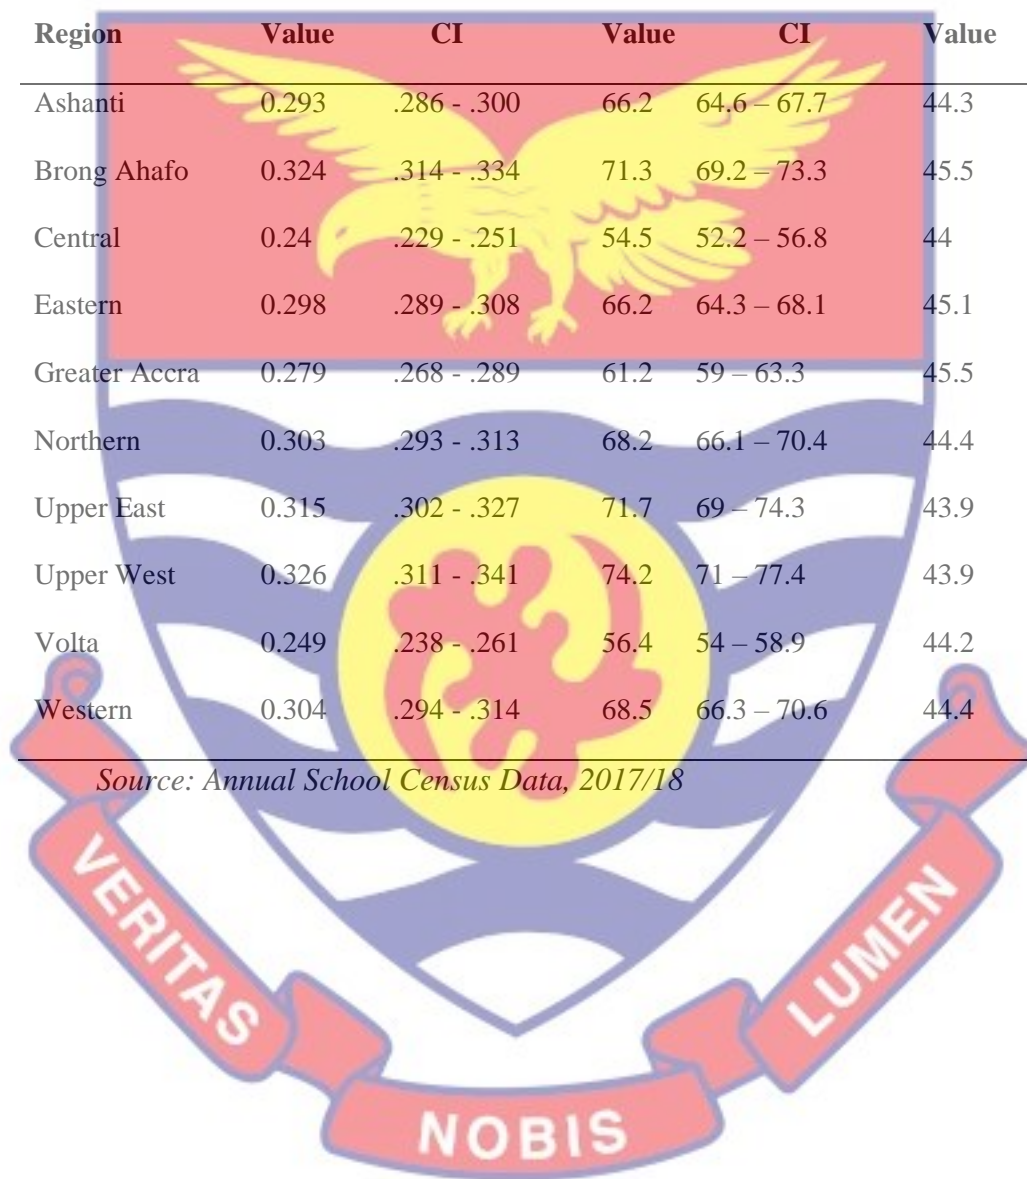 Region Value CI Value CI Value
Ashanti 0.293 .286 - .300 66.2 64.6 – 67.7 44.3
Brong Ahafo 0.324 .314 - .334 71.3 69.2 – 73.3 45.5
Central 0.24 .229 - .251 54.5 52.2 – 56.8 44
Eastern 0.298 .289 - .308 66.2 64.3 – 68.1 45.1
Greater Accra 0.279 .268 - .289 61.2 59 – 63.3 45.5
Northern 0.303 .293 - .313 68.2 66.1 – 70.4 44.4
Upper East 0.315 .302 - .327 71.7 69 – 74.3 43.9
Upper West 0.326 .311 - .341 74.2 71 – 77.4 43.9
Volta 0.249 .238 - .261 56.4 54 – 58.9 44.2
Western 0.304 .294 - .314 68.5 66.3 – 70.6 44.4
Source: Annual School Census Data, 2017/18
VERITAS
NOBIS
LUMEN